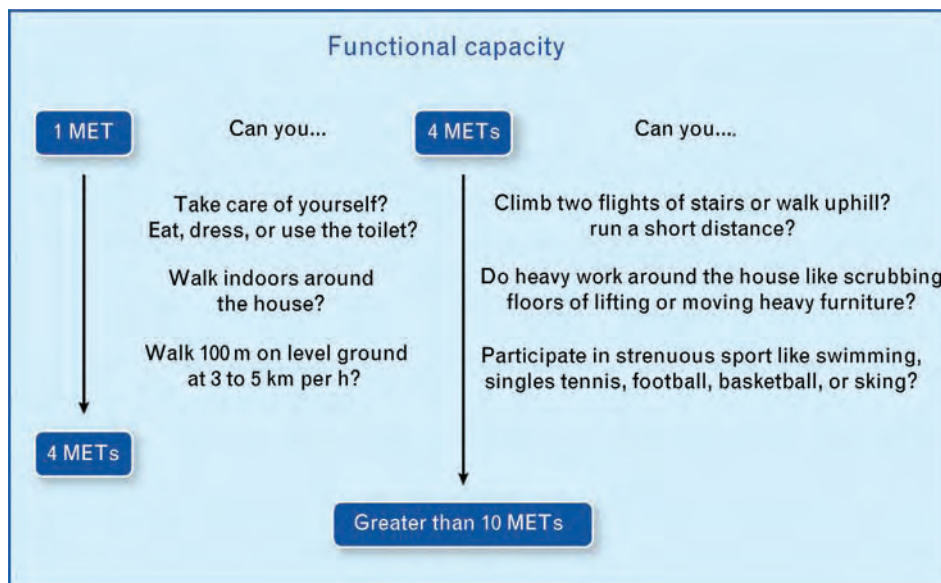 Functional capacity
1 MET
Can you...
Take care of yourself?
Eat, dress, or use the toilet?
Walk indoors around
the house?
Walk 100 m on level ground
at 3 to 5 km per h?
4 METs
4 METs
Can you....
Climb two flights of stairs or walk uphill?
run a short distance?
Do heavy work around the house like scrubbing
floors of lifting or moving heavy furniture?
Participate in strenuous sport like swimming,
singles tennis, football, basketball, or sking?
Greater than 10 METs